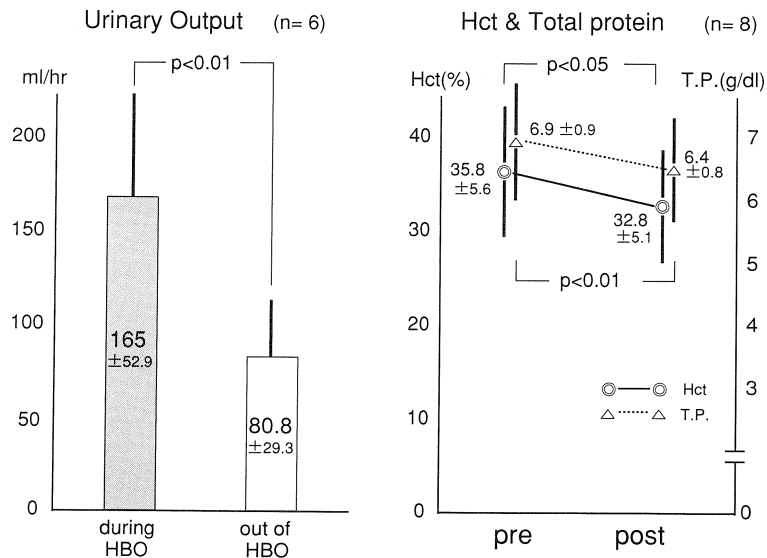 Urinary Output (n= 6)
ml/hr
p<0.01
200
150
100
50
0
165
±52.9
80.8
±29.3
during
HBO
out of
HBO
Hct & Total protein (n= 8)
Hct(%)
p<0.05
T.P.(g/dl)
40
30
20
10
0
7
6
5
4
3
0
6.9 ±0.9
35.8
±5.6
6.4
±0.8
32.8
±5.1
p<0.01
Hct
T.P.
pre
post